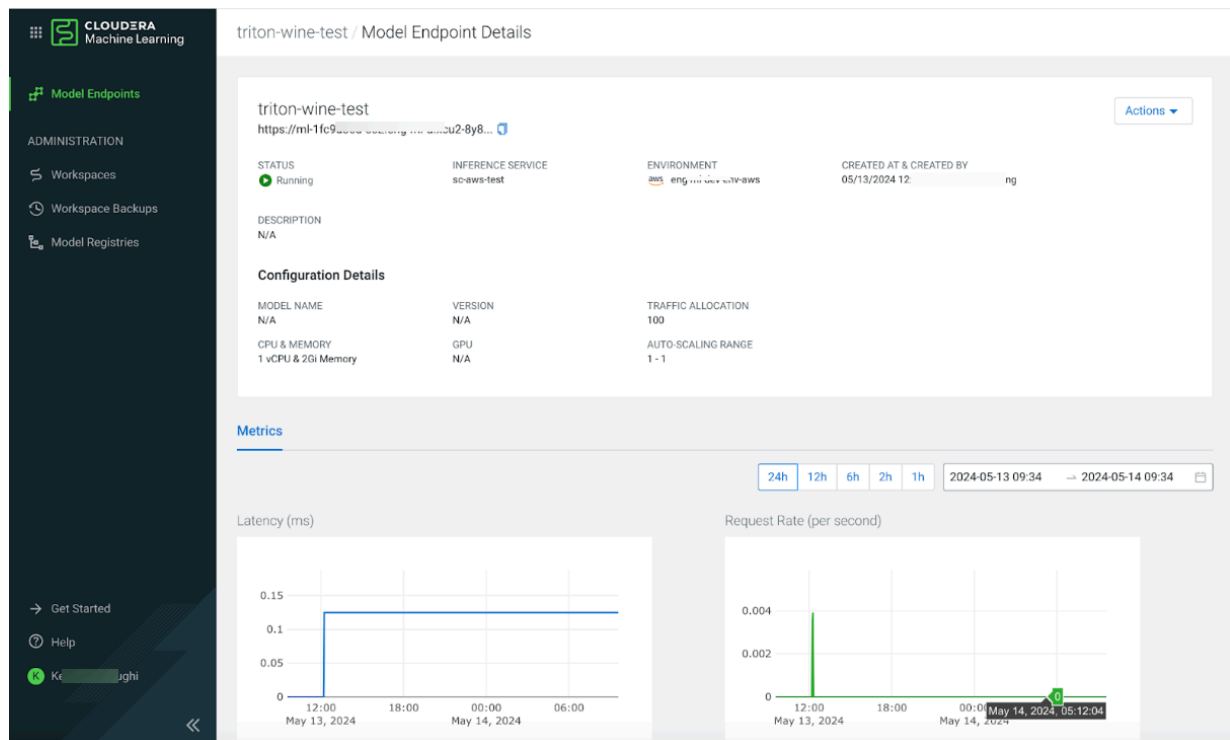 CLOUDERA
Machine Learning
triton-wine-test / Model Endpoint Details
Model Endpoints
ADMINISTRATION
Workspaces
Workspace Backups
Model Registries
Get Started
Help
K
triton-wine-test
Actions
STATUS
Running
INFERENCE SERVICE
sc-aws-test
ENVIRONMENT
aws
CREATED AT & CREATED BY
05/13/2024 12:
DESCRIPTION
N/A
Configuration Details
MODEL NAME
N/A
VERSION
N/A
TRAFFIC ALLOCATION
100
CPU & MEMORY
1 vCPU & 2Gi Memory
GPU
N/A
AUTO-SCALING RANGE
1 - 1
Metrics
24h 12h 6h 2h 1h 2024-05-13 09:34 → 2024-05-14 09:34
Latency (ms)
0.15
0.1
0.05
0
12:00 18:00 00:00 06:00
May 13, 2024 May 14, 2024
Request Rate (per second)
0.004
0.002
0
0
12:00 18:00
May 14, 2024, 05:12:04
May 13, 2024 May 14, 2024